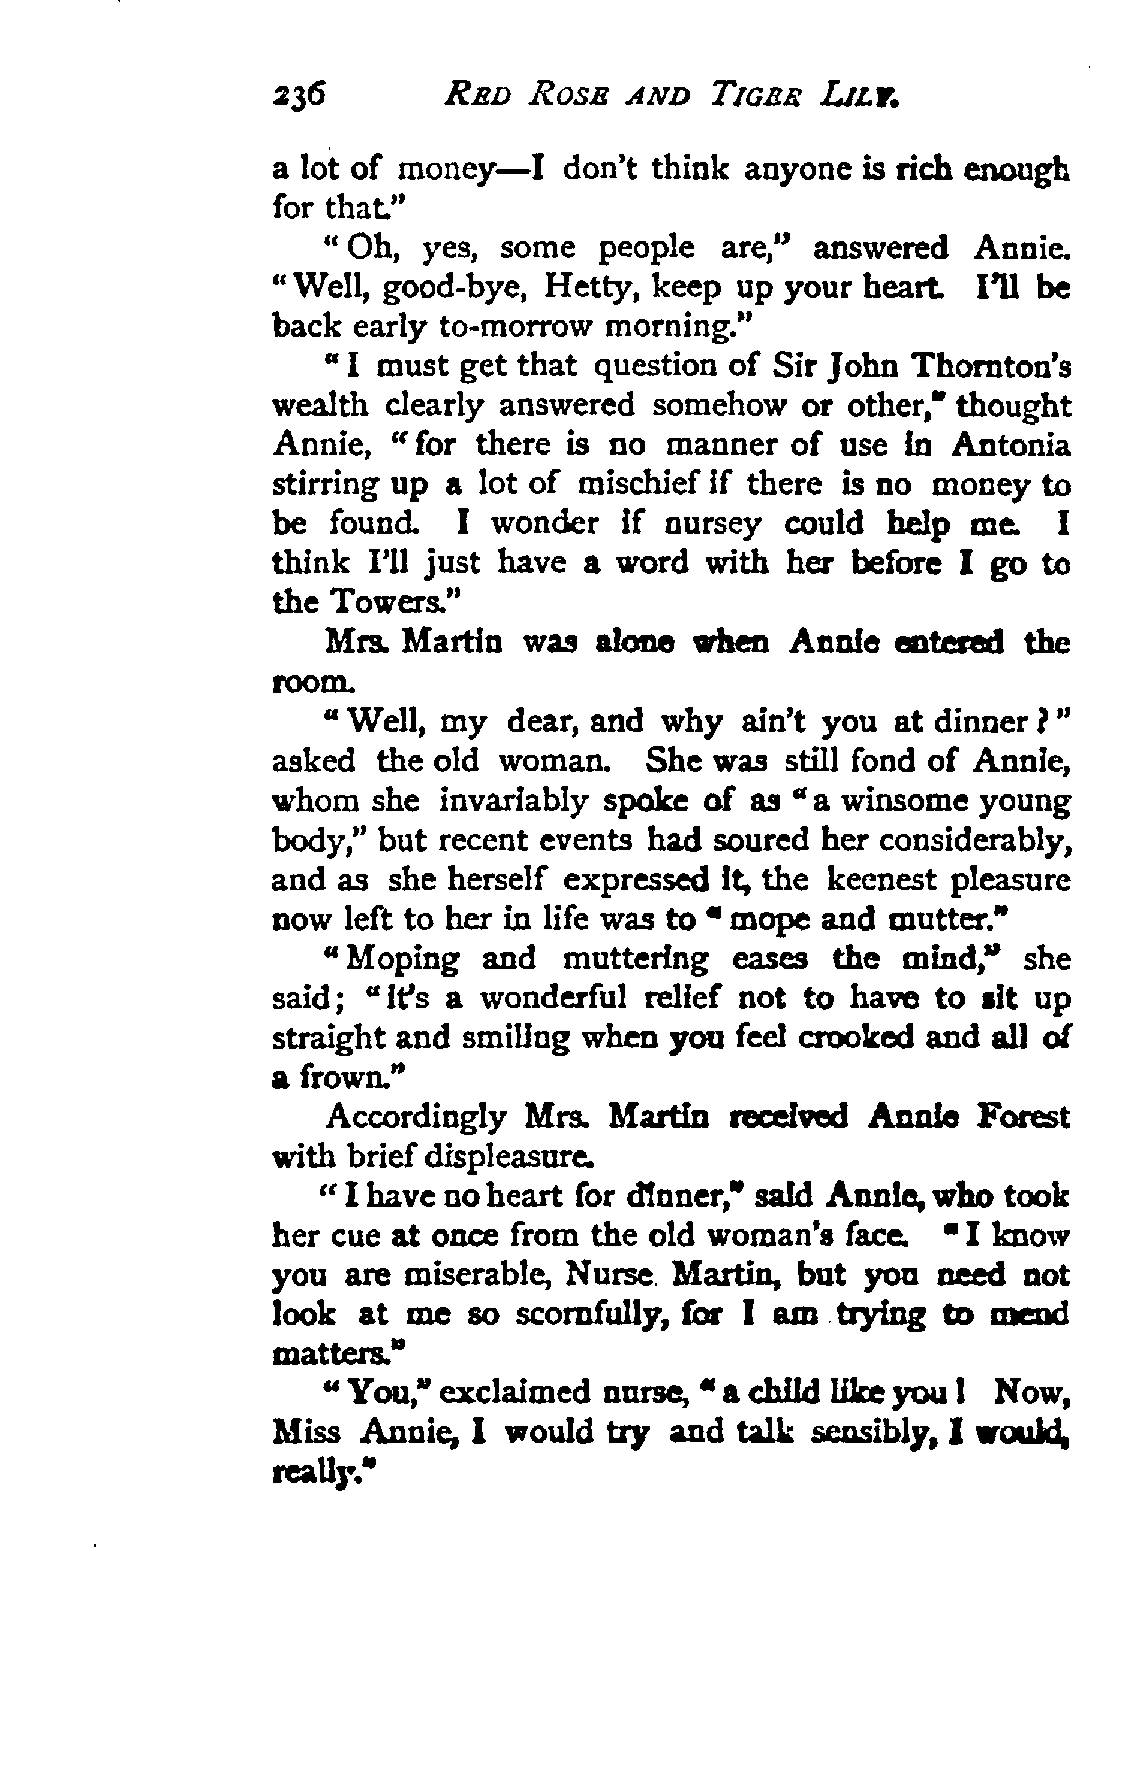 236 RED ROSE AND TIGER LILY.
a lot of money—I don't think anyone is rich enough
for that."
"Oh, yes, some people are," answered Annie.
"Well, good-bye, Hetty, keep up your heart. I'll be
back early to-morrow morning."
"I must get that question of Sir John Thornton's
wealth clearly answered somehow or other," thought
Annie, "for there is no manner of use in Antonia
stirring up a lot of mischief if there is no money to
be found. I wonder if nursey could help me. I
think I'll just have a word with her before I go to
the Towers."
Mrs. Martin was alone when Annie entered the
room.
"Well, my dear, and why ain't you at dinner?"
asked the old woman. She was still fond of Annie,
whom she invariably spoke of as "a winsome young
body," but recent events had soured her considerably,
and as she herself expressed it, the keenest pleasure
now left to her in life was to "mope and mutter."
"Moping and muttering eases the mind," she
said; "it's a wonderful relief not to have to sit up
straight and smiling when you feel crooked and all of
a frown."
Accordingly Mrs. Martin received Annie Forest
with brief displeasure.
"I have no heart for dinner," said Annie, who took
her cue at once from the old woman's face. "I know
you are miserable, Nurse Martin, but you need not
look at me so scornfully, for I am trying to mend
matters."
"You," exclaimed nurse, "a child like you! Now,
Miss Annie, I would try and talk sensibly, I would,
really."